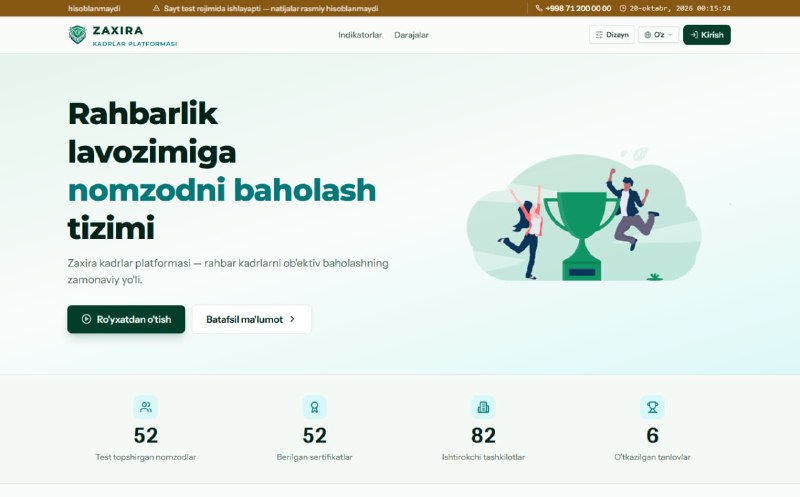 hisoblanmaydi
Sayt test rejimida ishlayapti — natijalar rasmiy hisoblanmaydi
+998 71 200 00 00
20-oktabr, 2026 00:15:24
ZAXIRA
KADRLAR PLATFORMASI
Indikatorlar
Darajalar
Dizayn
O'z
Kirish
Rahbarlik
lavozimiga
nomzodni baholash
tizimi
Zaxira kadrlar platformasi — rahbar kadrlarni ob'ektiv baholashning
zamonaviy yo'li.
Ro'yxatdan o'tish
Batafsil ma'lumot
52
Test topshirgan nomzodlar
52
Berilgan sertifikatlar
82
Ishtirokchi tashkilotlar
6
O'tkazilgan tanlovlar